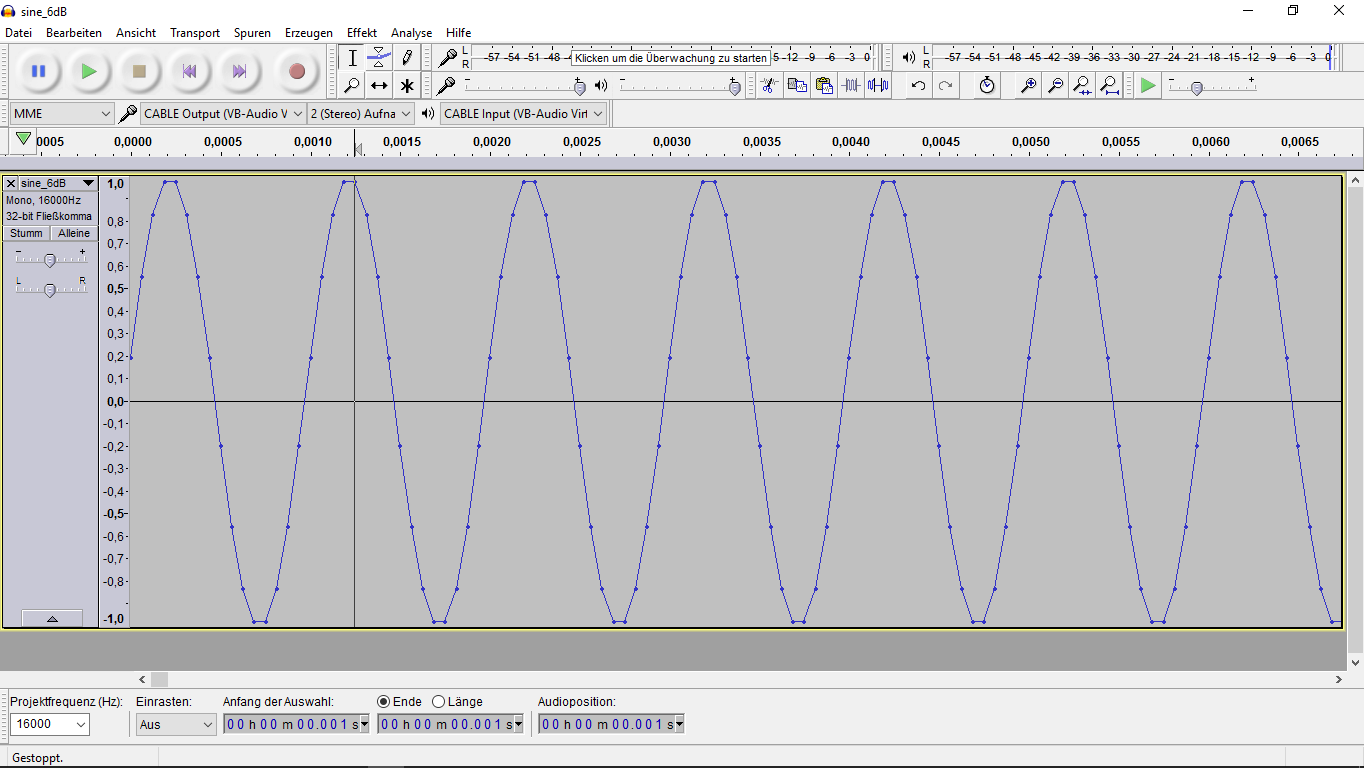 sine_6dB
Datei Bearbeiten Ansicht Transport Spuren Erzeugen Effekt Analyse Hilfe
L
R
-57 -54 -51 -48 Klicken um die Überwachung zu starten 5 -12 -9 -6 -3 0
L
R
-57 -54 -51 -48 -45 -42 -39 -36 -33 -30 -27 -24 -21 -18 -15 -12 -9 -6 -3 0
- +
- +
- +
MME
CABLE Output (VB-Audio V
2 (Stereo) Aufna
CABLE Input (VB-Audio Virt
0005 0,0000 0,0005 0,0010 0,0015 0,0020 0,0025 0,0030 0,0035 0,0040 0,0045 0,0050 0,0055 0,0060 0,0065
sine_6dB
Mono, 16000Hz
32-bit Fließkomma
Stumm Alleine
- +
L R
1,0
0,8
0,7
0,6
0,5
0,4
0,3
0,2
0,1
0,0
-0,1
-0,2
-0,3
-0,4
-0,5
-0,6
-0,7
-0,8
-1,0
Projektfrequenz (Hz): Einrasten: Anfang der Auswahl: Ende Länge Audioposition:
16000 Aus 00 h 00 m 00.001 s 00 h 00 m 00.001 s 00 h 00 m 00.001 s
Gestoppt.